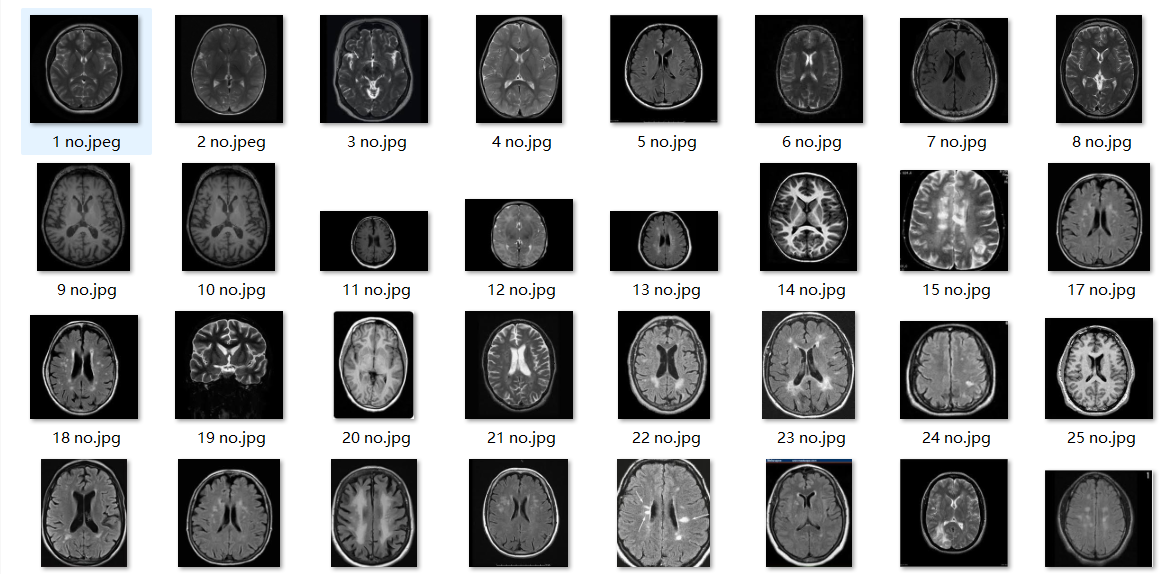 1 no.jpeg
2 no.jpeg
3 no.jpg
4 no.jpg
5 no.jpg
6 no.jpg
7 no.jpg
8 no.jpg
9 no.jpg
10 no.jpg
11 no.jpg
12 no.jpg
13 no.jpg
14 no.jpg
15 no.jpg
17 no.jpg
18 no.jpg
19 no.jpg
20 no.jpg
21 no.jpg
22 no.jpg
23 no.jpg
24 no.jpg
25 no.jpg